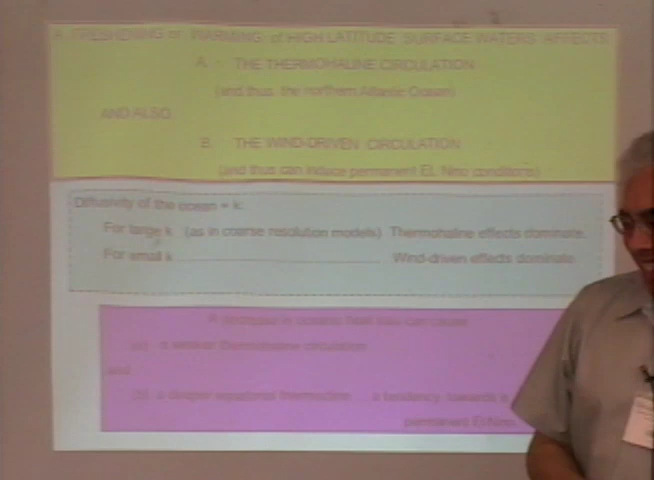 A FRESHENING or WARMING of HIGH LATITUDE SURFACE WATERS AFFECTS
A. THE THERMOHALINE CIRCULATION
(and thus the northern Atlantic Ocean)
AND ALSO
B. THE WIND-DRIVEN CIRCULATION
(and thus can induce permanent EL Nino conditions)
Diffusivity of the ocean = k:
For large k (as in coarse resolution models) Thermohaline effects dominate.
For small k Wind-driven effects dominate
A decrease in oceanic heat loss can cause
(a) a weaker thermohaline circulation
and
(b) a deeper equatorial thermocline a tendency towards a
permanent El Nino